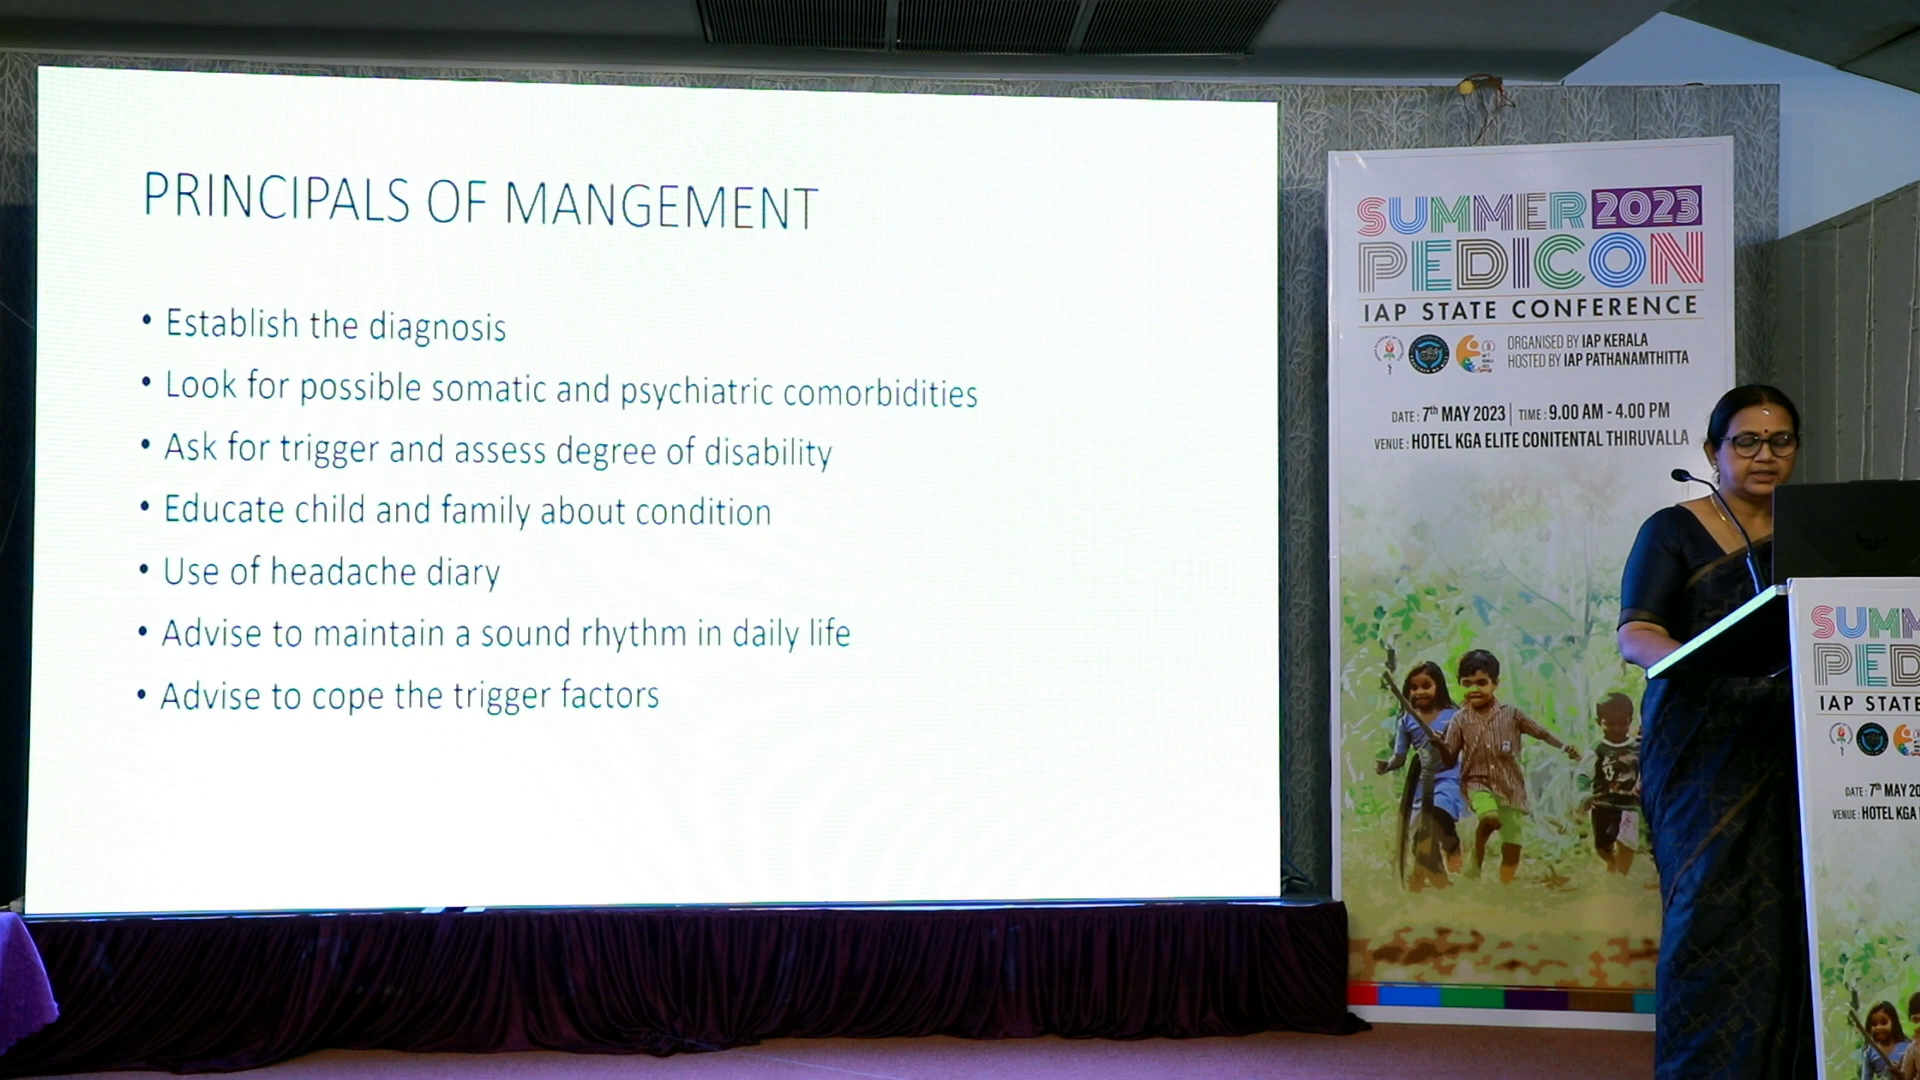 PRINCIPALS OF MANGEMENT
• Establish the diagnosis
• Look for possible somatic and psychiatric comorbidities
• Ask for trigger and assess degree of disability
• Educate child and family about condition
• Use of headache diary
• Advise to maintain a sound rhythm in daily life
• Advise to cope the trigger factors
SUMMER 2023
PEDICON
IAP STATE CONFERENCE
ORGANISED BY IAP KERALA
HOSTED BY IAP PATHANAMTHITTA
DATE : 7th MAY 2023 | TIME : 9.00 AM - 4.00 PM
VENUE : HOTEL KGA ELITE CONITENTAL THIRUVALLA
SUMM
PED
IAP STATE
DATE : 7th MAY 20
VENUE : HOTEL KGA